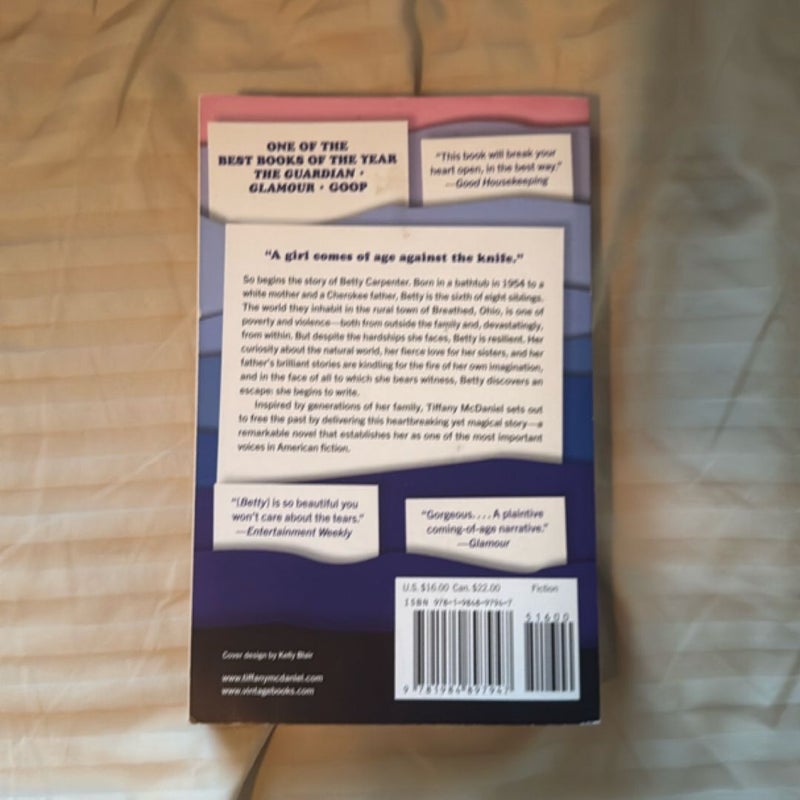 ONE OF THE
BEST BOOKS OF THE YEAR
THE GUARDIAN •
GLAMOUR • GOOP
"This book will break your
heart open, in the best way."
—Good Housekeeping
"A girl comes of age against the knife."
So begins the story of Betty Carpenter. Born in a bathtub in 1954 to a
white mother and a Cherokee father, Betty is the sixth of eight siblings.
The world they inhabit in the rural town of Breathed, Ohio, is one of
poverty and violence—both from outside the family and, devastatingly,
from within. But despite the hardships she faces, Betty is resilient. Her
curiosity about the natural world, her fierce love for her sisters, and her
father's brilliant stories are kindling for the fire of her own imagination,
and in the face of all to which she bears witness, Betty discovers an
escape: she begins to write.
Inspired by generations of her family, Tiffany McDaniel sets out
to free the past by delivering this heartbreaking yet magical story—a
remarkable novel that establishes her as one of the most important
voices in American fiction.
"[Betty] is so beautiful you
won't care about the tears."
—Entertainment Weekly
"Gorgeous. . . . A plaintive
coming-of-age narrative."
—Glamour
U.S. $16.00 Can. $22.00 Fiction
ISBN 978-1-9848-9794-7
51600
9 781984 897947
Cover design by Kelly Blair
www.tiffanymcdaniel.com
www.vintagebooks.com